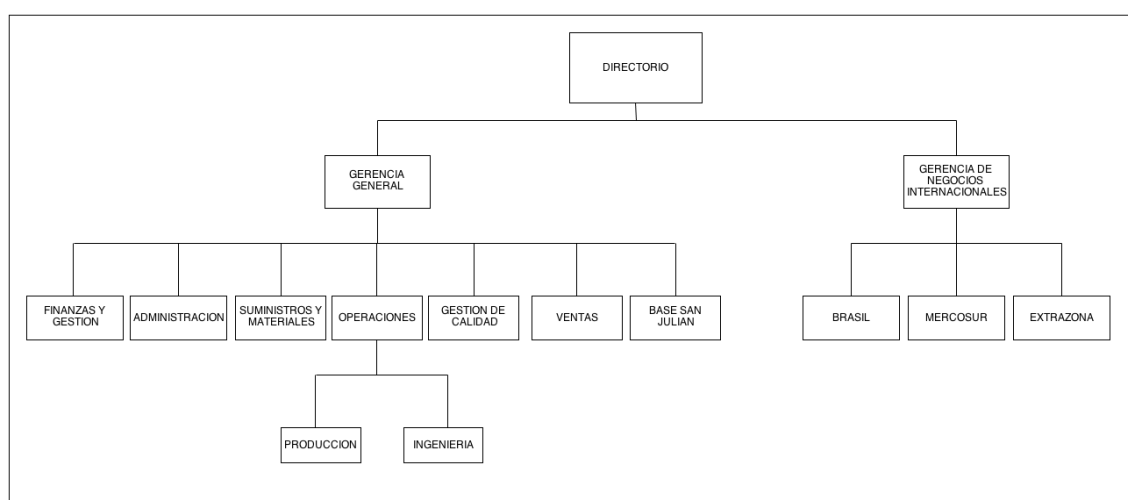 DIRECTORIO
GERENCIA
GENERAL
GERENCIA DE
NEGOCIOS
INTERNACIONALES
FINANZAS Y
GESTION
ADMINISTRACION
SUMINISTROS Y
MATERIALES
OPERACIONES
GESTION DE
CALIDAD
VENTAS
BASE SAN
JULIAN
BRASIL
MERCOSUR
EXTRAZONA
PRODUCCION
INGENIERIA